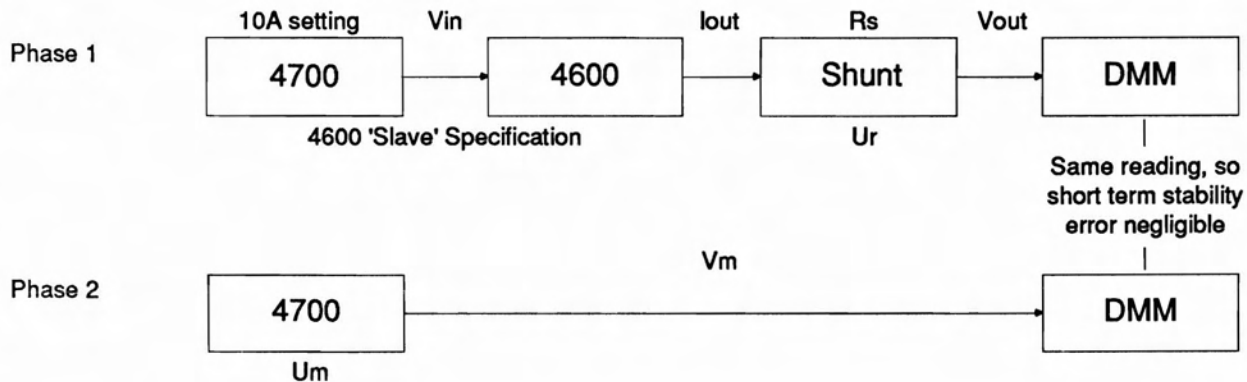 10A setting Vin Iout Rs Vout
Phase 1
4700 4600 Shunt DMM
4600 'Slave' Specification Ur
Same reading, so
short term stability
error negligible
Vm
Phase 2
4700 DMM
Um